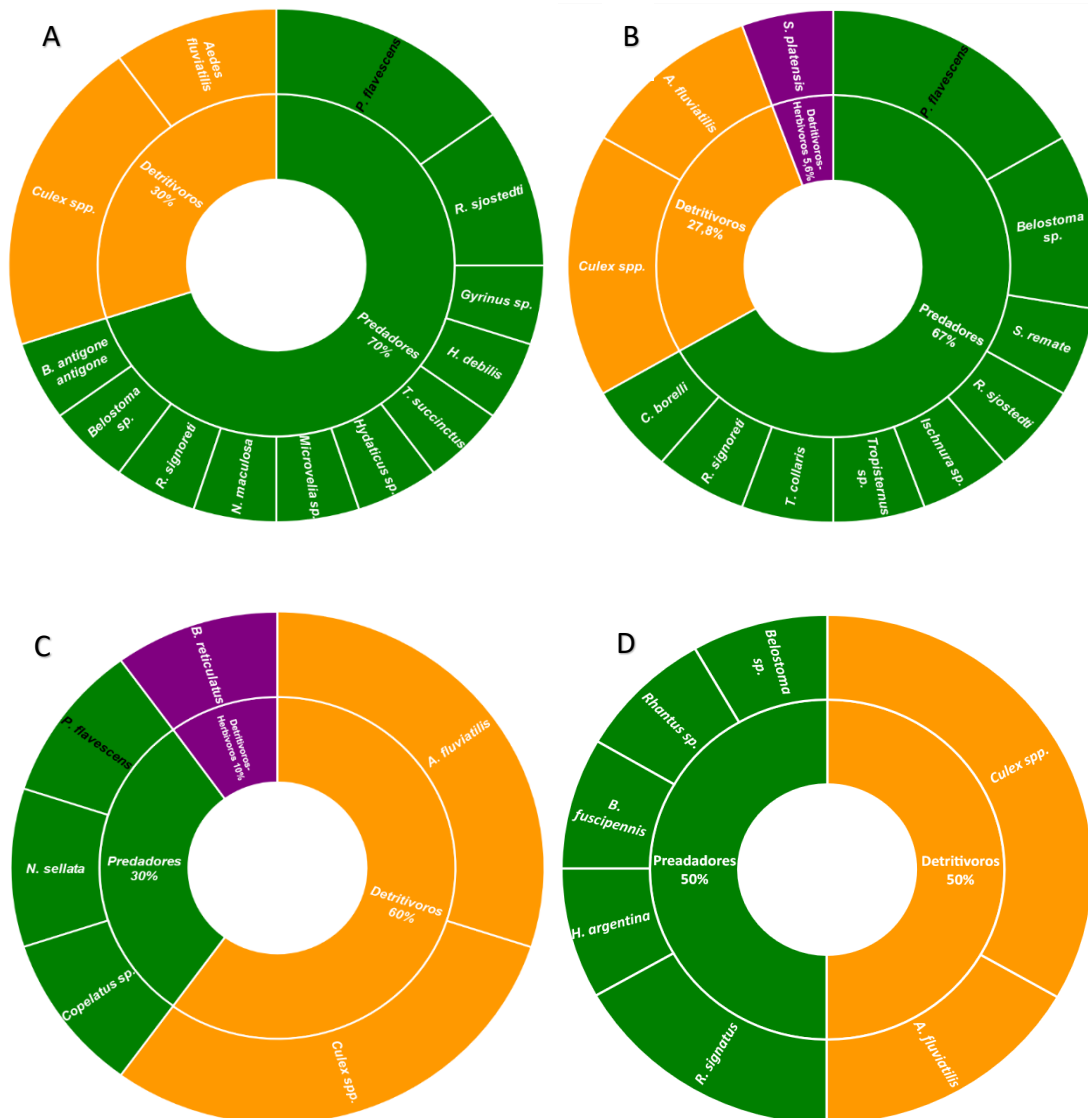 A
Aedes
fluviatilis
P. flavescens
R. sjostedti
Gyrinus sp.
H. debilis
T. succinctus
Hydaticus sp.
Microvelia sp.
N. maculosa
R. signoreti
Belostoma
sp.
B. antigone
antigone
Culex spp.
Detritivoros
30%
Predadores
70%
B
S. platensis
P. flavescens
Belostoma
sp.
S. remate
R. sjostedti
Ischnura sp.
Tropisternus
sp.
T. collaris
R. signoreti
C. borelli
Culex spp.
A. fluviatilis
Detritivoros-
Herbivoros 5,6%
Detritivoros
27,8%
Predadores
67%
C
B. reticulatus
A. fluviatilis
Culex spp.
Copelatus sp.
N. sellata
P. flavescens
Detritivoros-
Herbivoros 10%
Predadores
30%
Detritivoros
60%
D
Belostoma
sp.
Culex spp.
A. fluviatilis
R. signatus
H. argentina
B.
fuscipennis
Rhantus sp.
Preadadores
50%
Detritivoros
50%